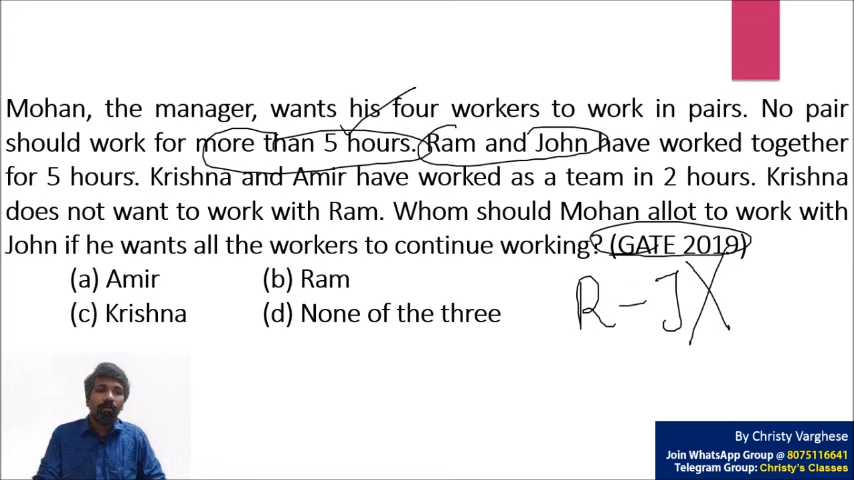 Mohan, the manager, wants his four workers to work in pairs. No pair
should work for more than 5 hours. Ram and John have worked together
for 5 hours. Krishna and Amir have worked as a team in 2 hours. Krishna
does not want to work with Ram. Whom should Mohan allot to work with
John if he wants all the workers to continue working? (GATE 2019)
(a) Amir (b) Ram
(c) Krishna (d) None of the three
R - J X
By Christy Varghese
Join WhatsApp Group @ 8075116641
Telegram Group: Christy's Classes